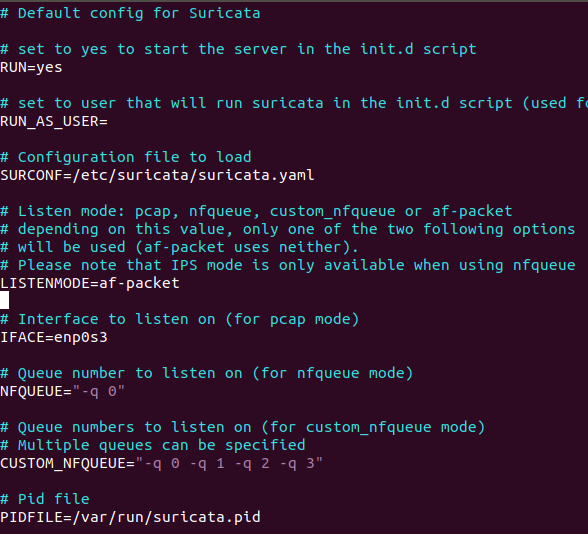 # Default config for Suricata
# set to yes to start the server in the init.d script
RUN=yes
# set to user that will run suricata in the init.d script (used fo
RUN_AS_USER=
# Configuration file to load
SURCONF=/etc/suricata/suricata.yaml
# Listen mode: pcap, nfqueue, custom_nfqueue or af-packet
# depending on this value, only one of the two following options
# will be used (af-packet uses neither).
# Please note that IPS mode is only available when using nfqueue
LISTENMODE=af-packet
# Interface to listen on (for pcap mode)
IFACE=enp0s3
# Queue number to listen on (for nfqueue mode)
NFQUEUE="-q 0"
# Queue numbers to listen on (for custom_nfqueue mode)
# Multiple queues can be specified
CUSTOM_NFQUEUE="-q 0 -q 1 -q 2 -q 3"
# Pid file
PIDFILE=/var/run/suricata.pid